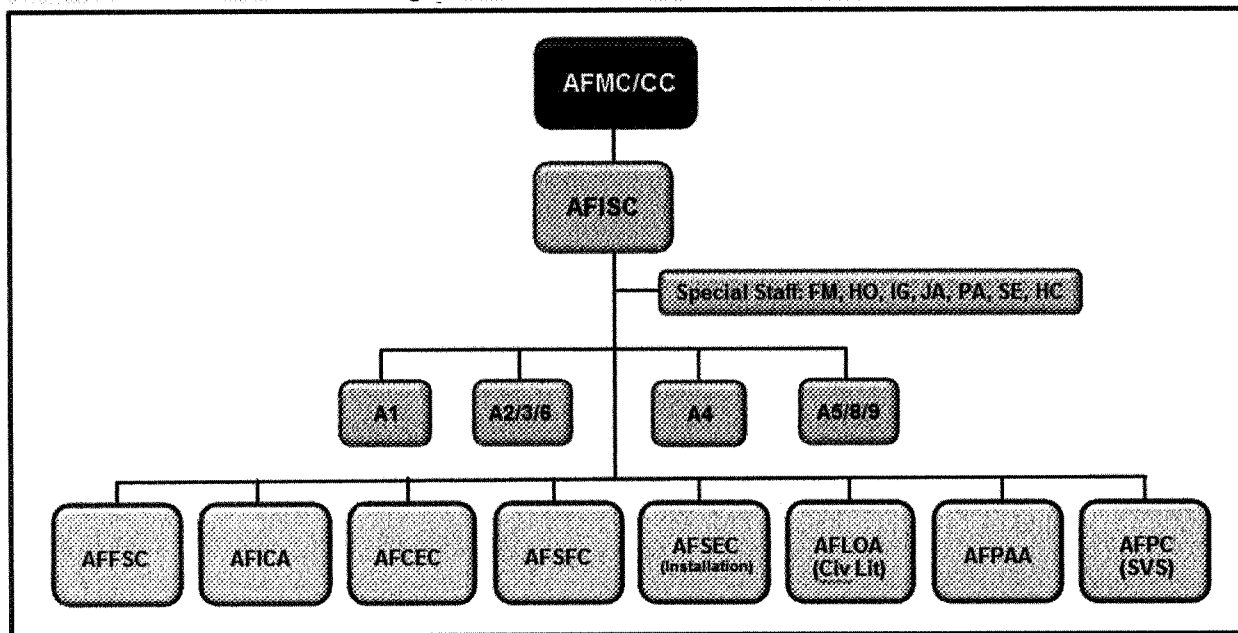 AFMC/CC
AFISC
Special Staff: FM, HO, IG, JA, PA, SE, HC
A1
A2/3/6
A4
A5/8/9
AFFSC
AFICA
AFCEC
AFSFC
AFSEC
(Installation)
AFLOA
(Civ Lit)
AFPAA
AFPC
(SVS)